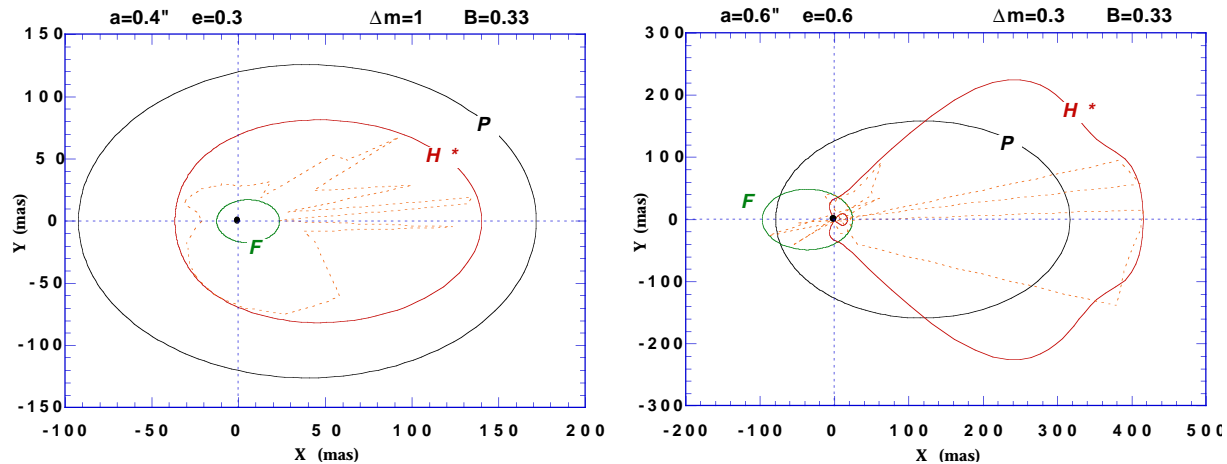 a=0.4" e=0.3 Δm=1 B=0.33
150
100
50
0
-50
-100
-150
Y (mas)
P
H *
F
-100 -50 0 50 100 150 200
X (mas)
a=0.6" e=0.6 Δm=0.3 B=0.33
300
200
100
0
-100
-200
-300
Y (mas)
H *
P
F
-200 -100 0 100 200 300 400 500
X (mas)